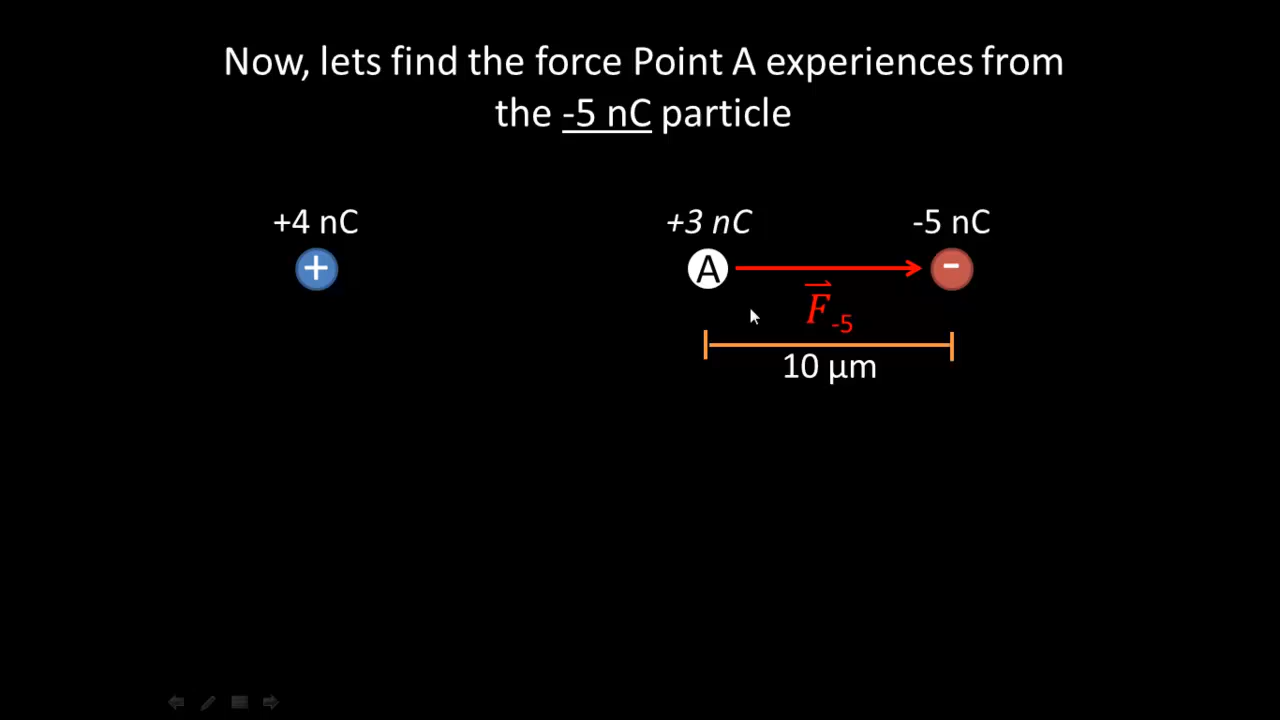 Now, lets find the force Point A experiences from
the -5 nC particle
+4 nC
+3 nC
-5 nC
+
A
-
F-5
10 μm